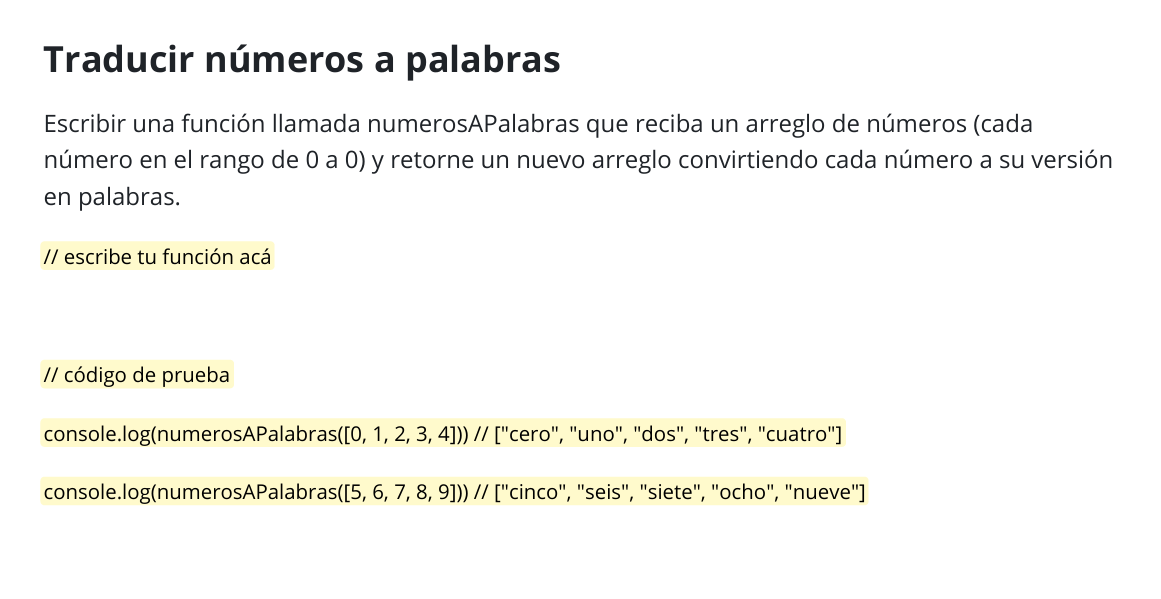 Traducir números a palabras
Escribir una función llamada numerosAPalabras que reciba un arreglo de números (cada
número en el rango de 0 a 0) y retorne un nuevo arreglo convirtiendo cada número a su versión
en palabras.
// escribe tu función acá
// código de prueba
console.log(numerosAPalabras([0, 1, 2, 3, 4])) // ["cero", "uno", "dos", "tres", "cuatro"]
console.log(numerosAPalabras([5, 6, 7, 8, 9])) // ["cinco", "seis", "siete", "ocho", "nueve"]